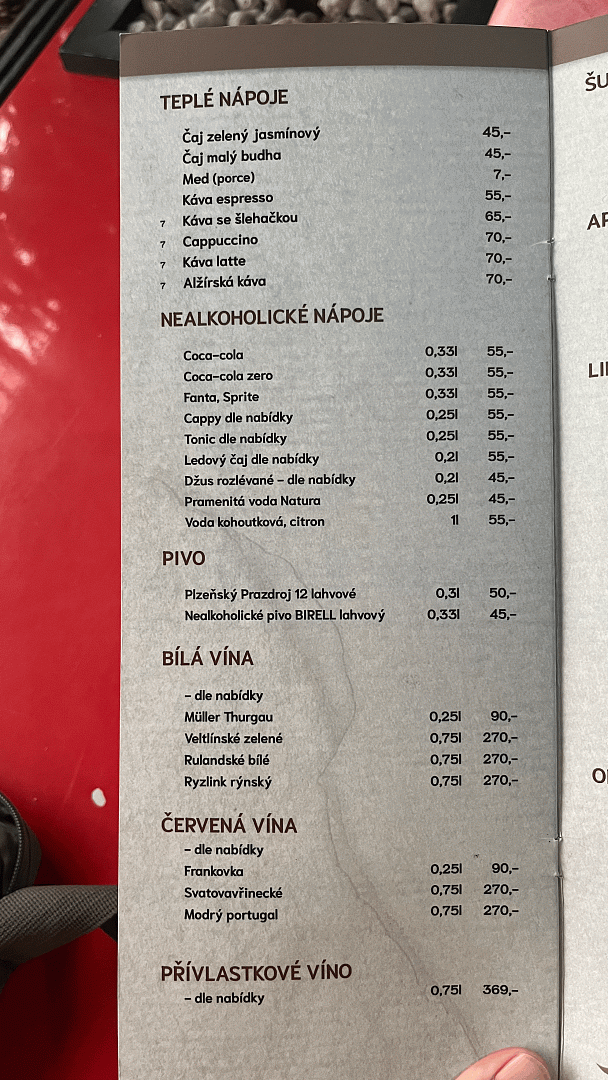 TEPLÉ NÁPOJE
Čaj zelený jasmínový 45,-
Čaj malý budha 45,-
Med (porce) 7,-
Káva espresso 55,-
7 Káva se šlehačkou 65,-
7 Cappuccino 70,-
7 Káva latte 70,-
7 Alžírská káva 70,-
NEALKOHOLICKÉ NÁPOJE
Coca-cola 0,33l 55,-
Coca-cola zero 0,33l 55,-
Fanta, Sprite 0,33l 55,-
Cappy dle nabídky 0,25l 55,-
Tonic dle nabídky 0,25l 55,-
Ledový čaj dle nabídky 0,2l 55,-
Džus rozlévané – dle nabídky 0,2l 45,-
Pramenitá voda Natura 0,25l 45,-
Voda kohoutková, citron 1l 55,-
PIVO
Plzeňský Prazdroj 12 lahvové 0,3l 50,-
Nealkoholické pivo BIRELL lahvový 0,33l 45,-
BÍLÁ VÍNA
– dle nabídky
Müller Thurgau 0,25l 90,-
Veltlínské zelené 0,75l 270,-
Rulandské bílé 0,75l 270,-
Ryzlink rýnský 0,75l 270,-
ČERVENÁ VÍNA
– dle nabídky
Frankovka 0,25l 90,-
Svatovavřinecké 0,75l 270,-
Modrý portugal 0,75l 270,-
PŘÍVLASTKOVÉ VÍNO
– dle nabídky 0,75l 369,-